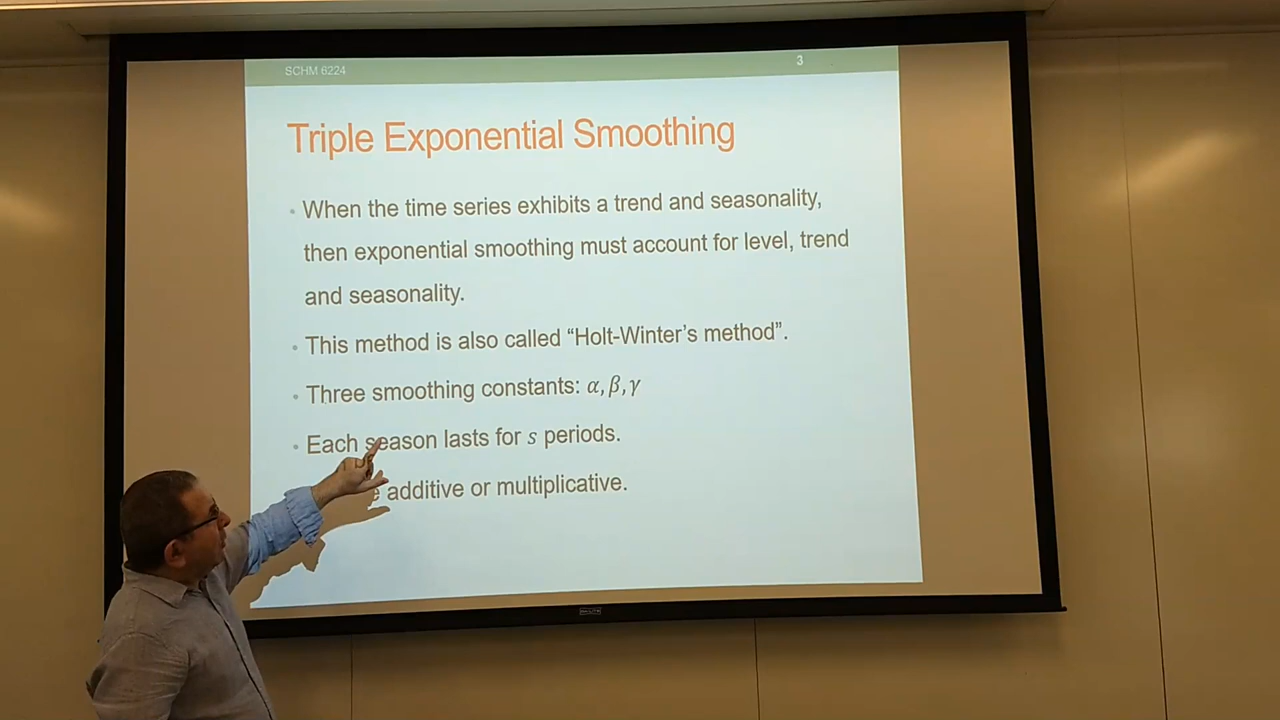 SCHM 6224
3
Triple Exponential Smoothing
• When the time series exhibits a trend and seasonality,
then exponential smoothing must account for level, trend
and seasonality.
• This method is also called “Holt-Winter’s method”.
• Three smoothing constants: α, β, γ
• Each season lasts for s periods.
additive or multiplicative.